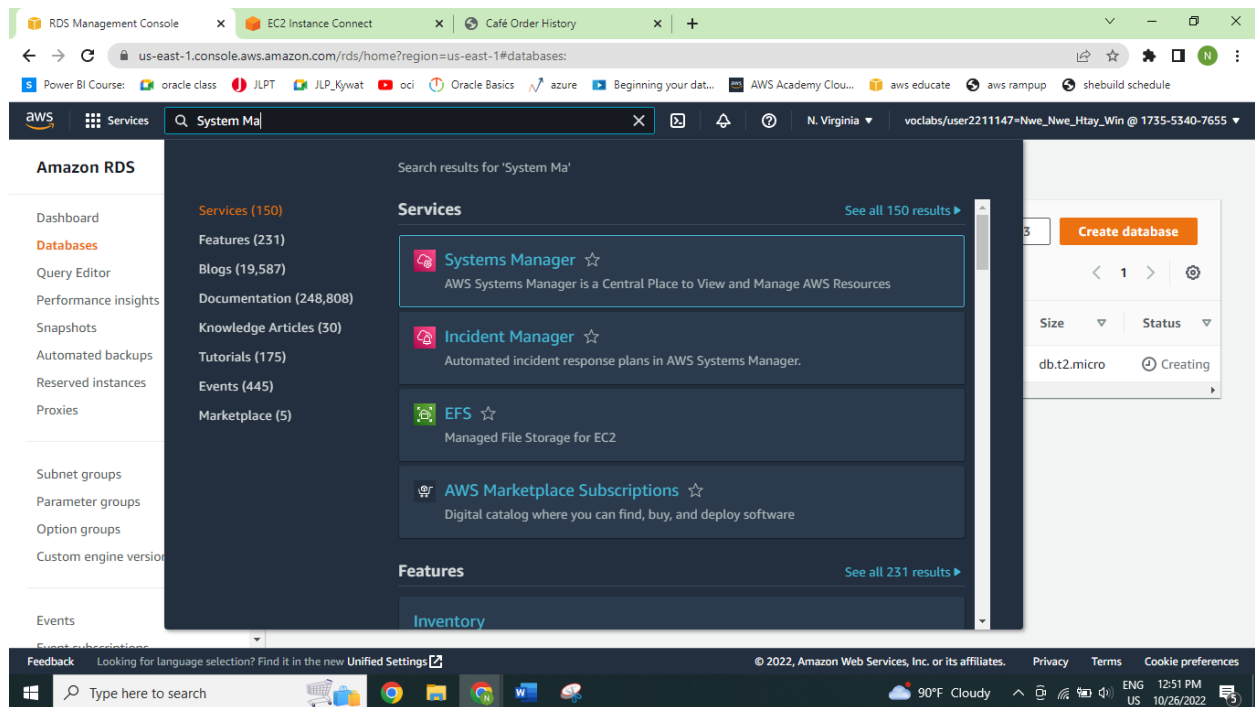 RDS Management Console
EC2 Instance Connect
Café Order History
us-east-1.console.aws.amazon.com/rds/home?region=us-east-1#databases:
N
S Power BI Course:
oracle class
JLPT
JLP_Kywat
oci
Oracle Basics
azure
Beginning your dat...
AWS Academy Clou...
aws educate
aws rampup
shebuild schedule
aws
Services
System Ma
N. Virginia ▼
voclabs/user2211147=Nwe_Nwe_Htay_Win @ 1735-5340-7655 ▼
Amazon RDS
Dashboard
Databases
Query Editor
Performance insights
Snapshots
Automated backups
Reserved instances
Proxies
Subnet groups
Parameter groups
Option groups
Custom engine version
Events
Event subscriptions
Search results for 'System Ma'
Services (150)
Features (231)
Blogs (19,587)
Documentation (248,808)
Knowledge Articles (30)
Tutorials (175)
Events (445)
Marketplace (5)
Services
See all 150 results ▶
Systems Manager ☆
AWS Systems Manager is a Central Place to View and Manage AWS Resources
Incident Manager ☆
Automated incident response plans in AWS Systems Manager.
EFS ☆
Managed File Storage for EC2
AWS Marketplace Subscriptions ☆
Digital catalog where you can find, buy, and deploy software
Features
See all 231 results ▶
Inventory
3
Create database
1
Size
Status
db.t2.micro
Creating
Feedback
Looking for language selection? Find it in the new Unified Settings
© 2022, Amazon Web Services, Inc. or its affiliates.
Privacy
Terms
Cookie preferences
Type here to search
90°F Cloudy
ENG
US
12:51 PM
10/26/2022
5